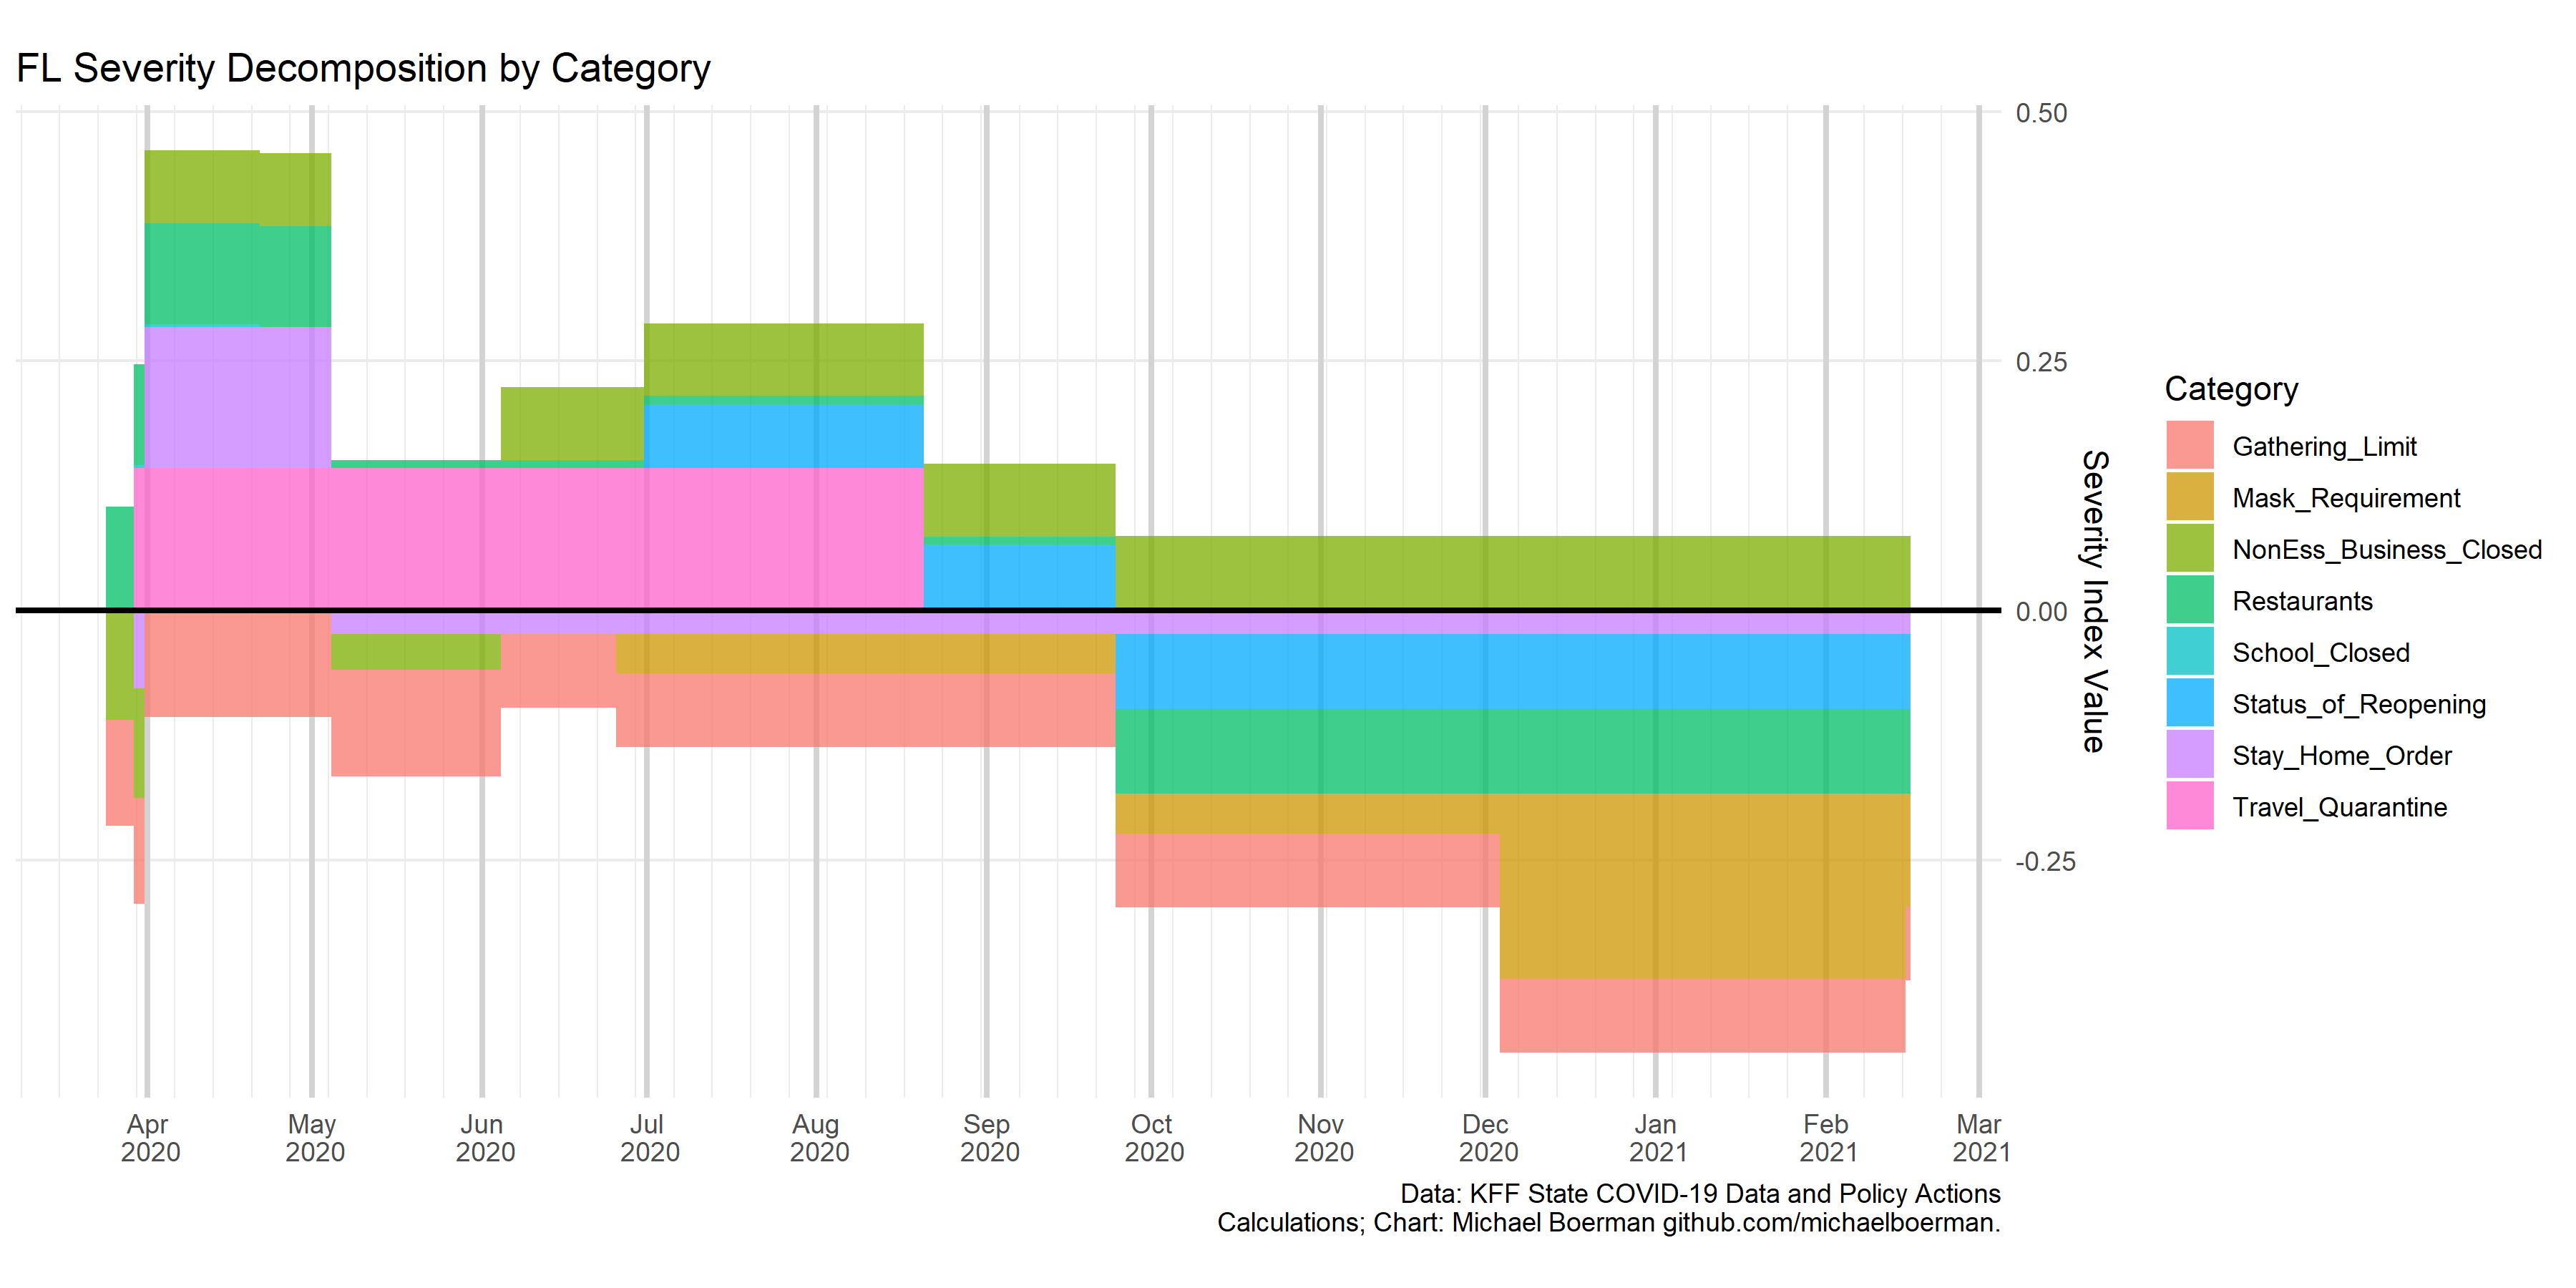 FL Severity Decomposition by Category
0.50
0.25
0.00
-0.25
Severity Index Value
Apr
2020
May
2020
Jun
2020
Jul
2020
Aug
2020
Sep
2020
Oct
2020
Nov
2020
Dec
2020
Jan
2021
Feb
2021
Mar
2021
Category
Gathering_Limit
Mask_Requirement
NonEss_Business_Closed
Restaurants
School_Closed
Status_of_Reopening
Stay_Home_Order
Travel_Quarantine
Data: KFF State COVID-19 Data and Policy Actions
Calculations; Chart: Michael Boerman github.com/michaelboerman.